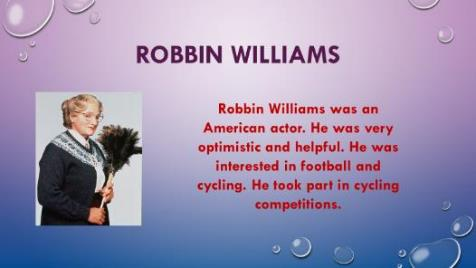 ROBBIN WILLIAMS
Robbin Williams was an
American actor. He was very
optimistic and helpful. He was
interested in football and
cycling. He took part in cycling
competitions.